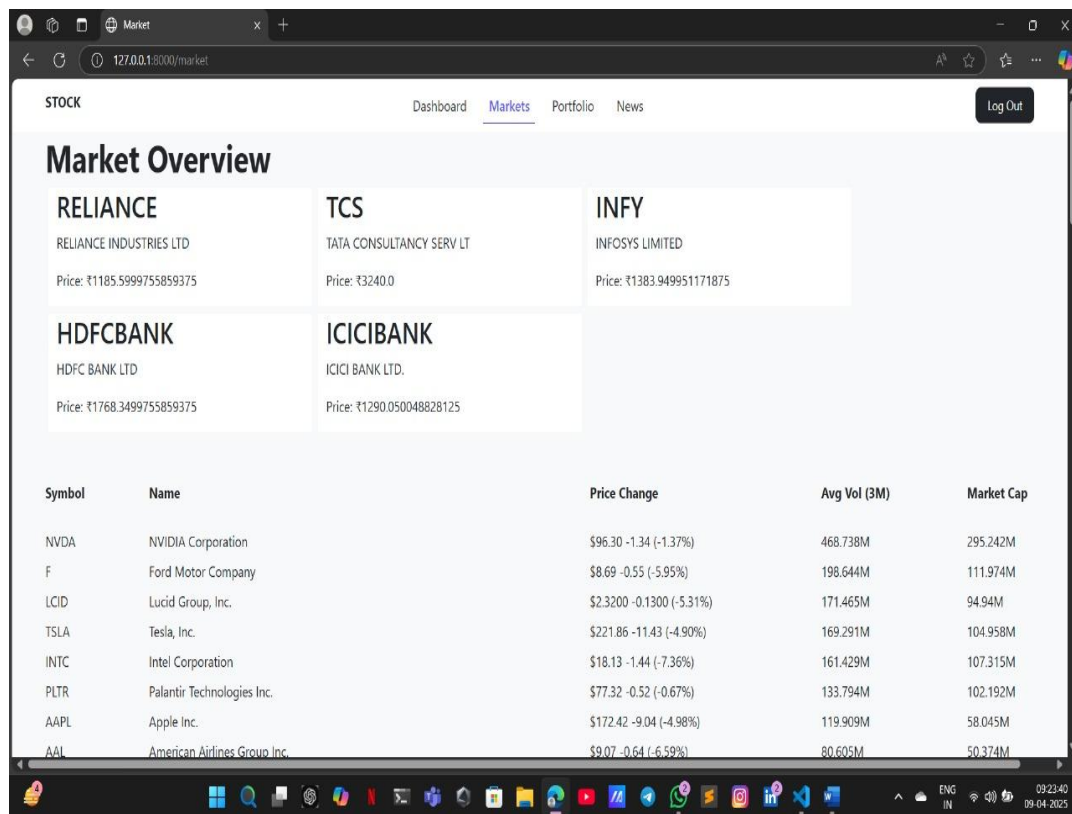 Market
127.0.0.1:8000/market
STOCK Dashboard Markets Portfolio News Log Out
Market Overview
RELIANCE TCS INFY
RELIANCE INDUSTRIES LTD TATA CONSULTANCY SERV LT INFOSYS LIMITED
Price: ₹1185.5999755859375 Price: ₹3240.0 Price: ₹1383.949951171875
HDFCBANK ICICIBANK
HDFC BANK LTD ICICI BANK LTD.
Price: ₹1768.3499755859375 Price: ₹1290.050048828125
Symbol Name Price Change Avg Vol (3M) Market Cap
NVDA NVIDIA Corporation $96.30 -1.34 (-1.37%) 468.738M 295.242M
F Ford Motor Company $8.69 -0.55 (-5.95%) 198.644M 111.974M
LCID Lucid Group, Inc. $2.3200 -0.1300 (-5.31%) 171.465M 94.94M
TSLA Tesla, Inc. $221.86 -11.43 (-4.90%) 169.291M 104.958M
INTC Intel Corporation $18.13 -1.44 (-7.36%) 161.429M 107.315M
PLTR Palantir Technologies Inc. $77.32 -0.52 (-0.67%) 133.794M 102.192M
AAPL Apple Inc. $172.42 -9.04 (-4.98%) 119.909M 58.045M
AAL American Airlines Group Inc. $9.07 -0.64 (-6.59%) 80.605M 50.374M
ENG 09:23:40
IN 09-04-2025